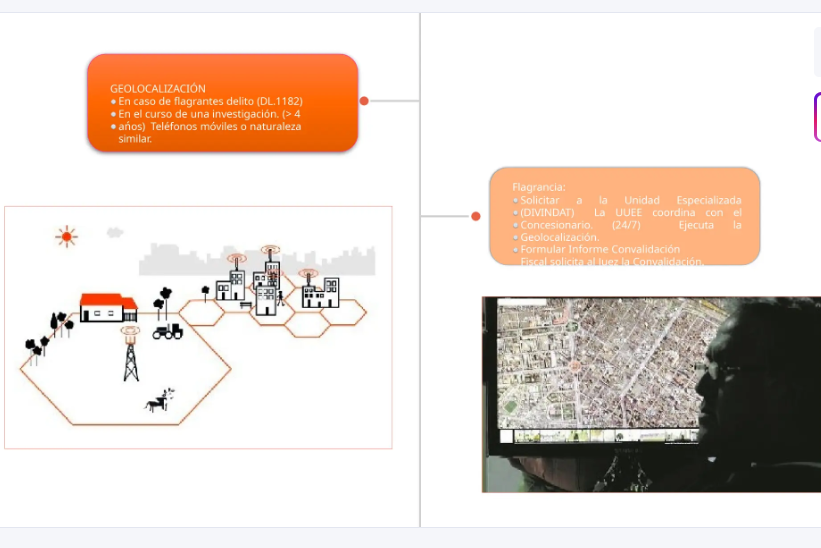 GEOLOCALIZACIÓN
• En caso de flagrantes delito (DL.1182)
• En el curso de una investigación. (> 4
• años) Teléfonos móviles o naturaleza
similar.
Flagrancia:
• Solicitar a la Unidad Especializada
• (DIVINDAT) La UUEE coordina con el
• Concesionario. (24/7) Ejecuta la
• Geolocalización.
• Formular Informe Convalidación
Fiscal solicita al Juez la Convalidación.